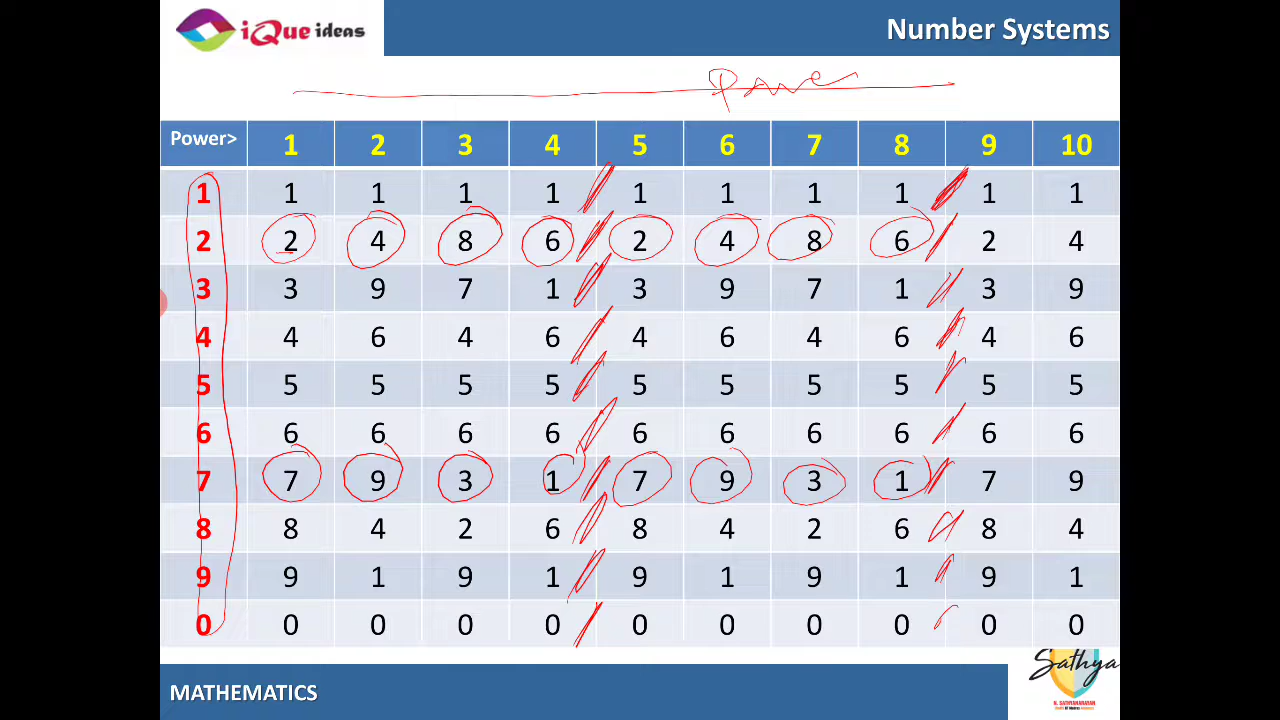 iQue ideas
Number Systems
Power
Power> 1 2 3 4 5 6 7 8 9 10
1 1 1 1 1 1 1 1 1 1 1
2 2 4 8 6 2 4 8 6 2 4
3 3 9 7 1 3 9 7 1 3 9
4 4 6 4 6 4 6 4 6 4 6
5 5 5 5 5 5 5 5 5 5 5
6 6 6 6 6 6 6 6 6 6 6
7 7 9 3 1 7 9 3 1 7 9
8 8 4 2 6 8 4 2 6 8 4
9 9 1 9 1 9 1 9 1 9 1
0 0 0 0 0 0 0 0 0 0 0
MATHEMATICS
Sathya
N. SATHYANARAYAN